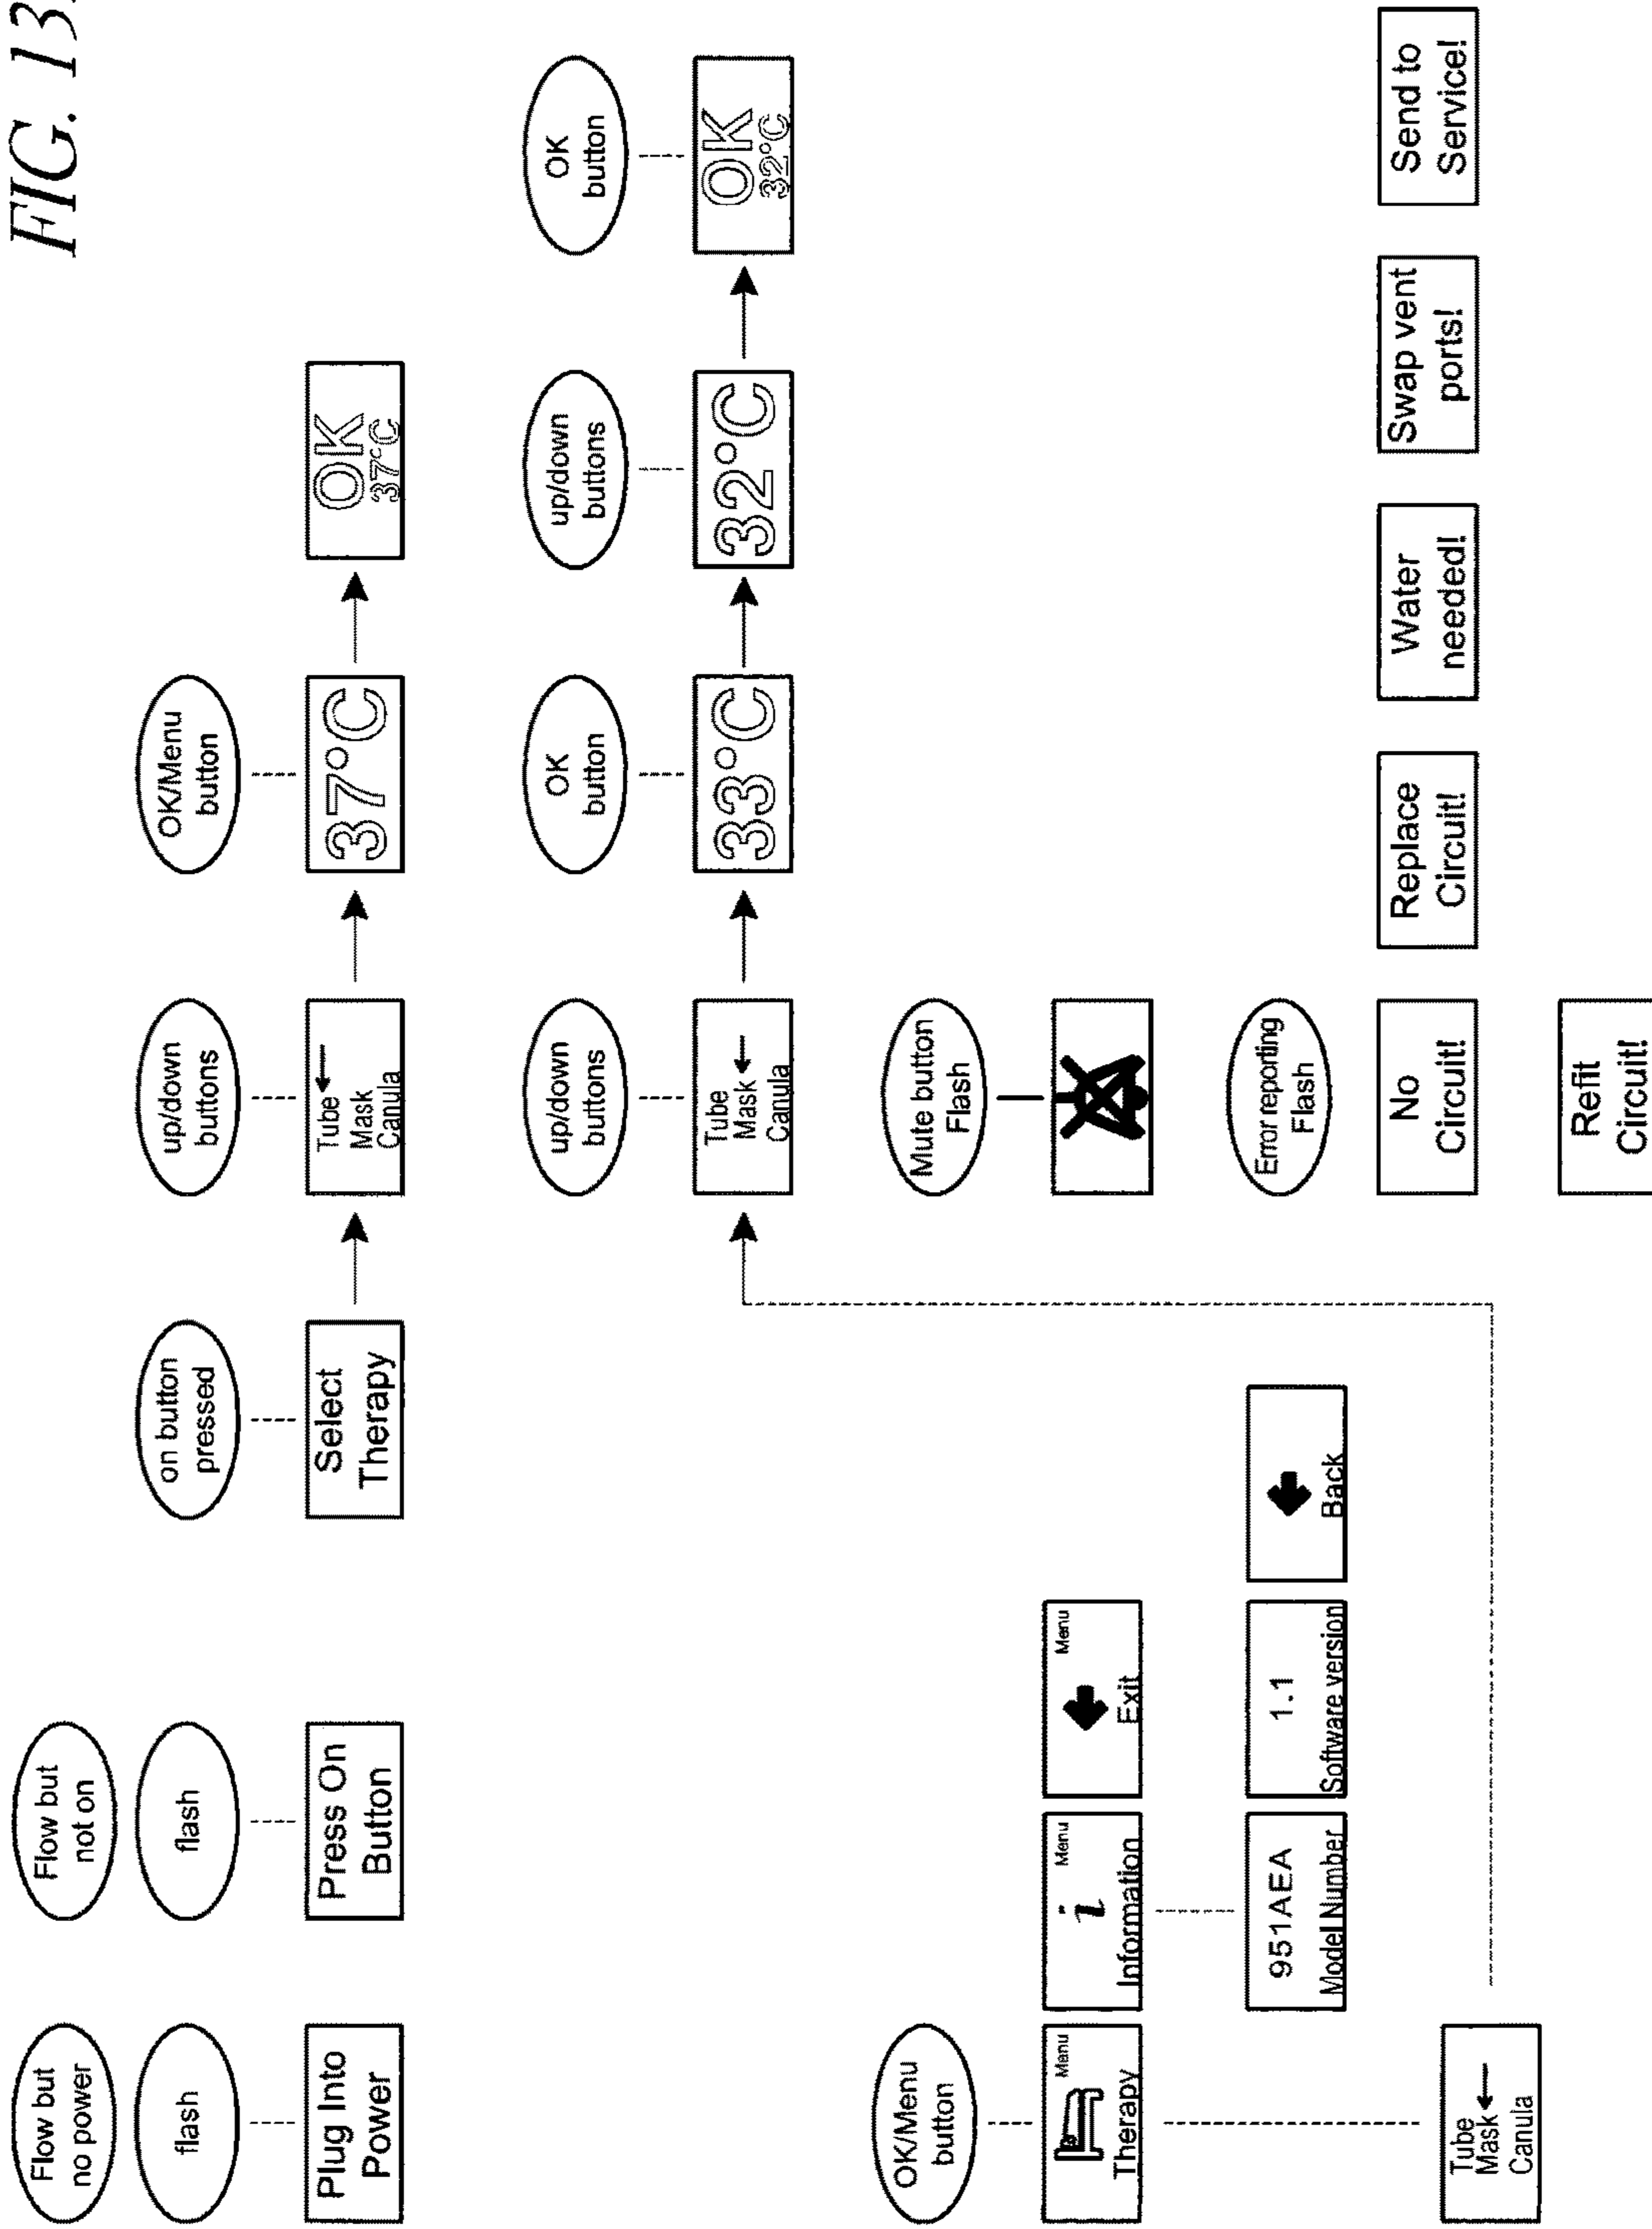 FIG. 13
Flow but
no power
flash
Plug Into
Power
Flow but
not on
flash
Press On
Button
on button
pressed
Select
Therapy
up/down
buttons
Tube
Mask
Canula
OK/Menu
button
37°C
OK
37°C
up/down
buttons
Tube
Mask
Canula
OK
button
33°C
up/down
buttons
32°C
OK
button
OK
32°C
OK/Menu
button
Menu
Therapy
Menu
i
Information
Menu
Exit
951AEA
Model Number
1.1
Software version
Back
Tube
Mask
Canula
Mute button
Flash
Error reporting
Flash
No
Circuit!
Replace
Circuit!
Water
needed!
Swap vent
ports!
Send to
Service!
Refit
Circuit!